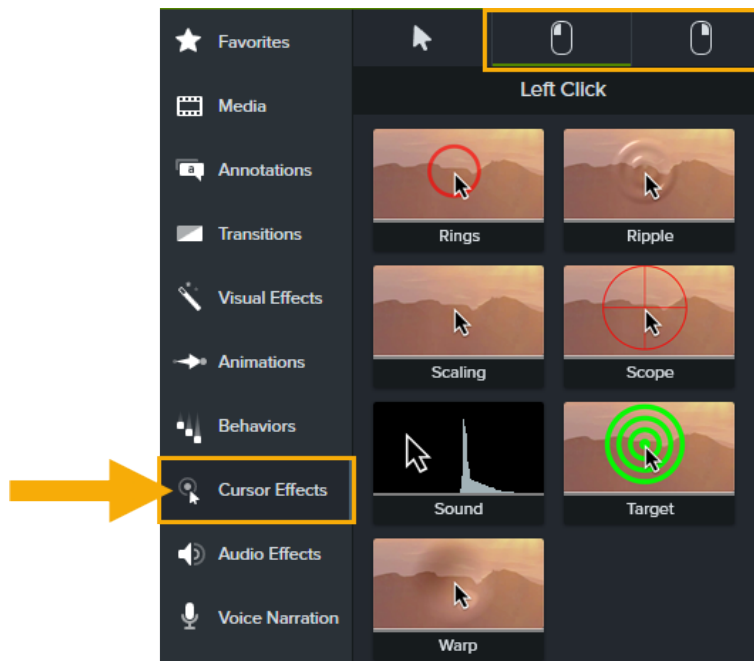 Favorites
Media
a
Annotations
Transitions
Visual Effects
Animations
Behaviors
Cursor Effects
Audio Effects
Voice Narration
Left Click
Rings
Ripple
Scaling
Scope
Sound
Target
Warp